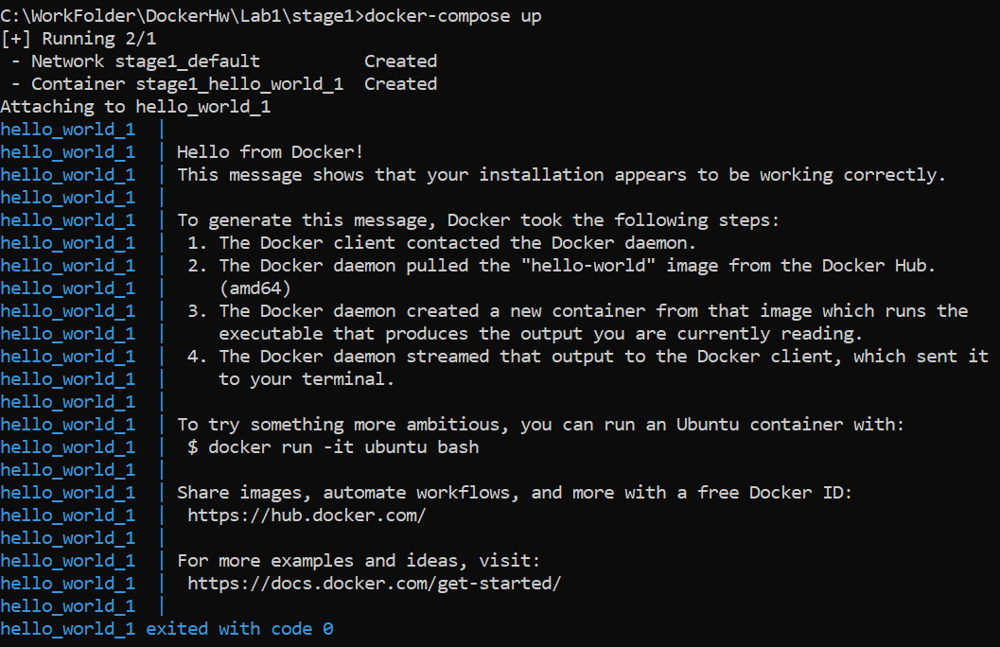 C:\WorkFolder\DockerHw\Lab1\stage1>docker-compose up
[+] Running 2/1
 - Network stage1_default          Created
 - Container stage1_hello_world_1  Created
Attaching to hello_world_1
hello_world_1  |
hello_world_1  | Hello from Docker!
hello_world_1  | This message shows that your installation appears to be working correctly.
hello_world_1  |
hello_world_1  | To generate this message, Docker took the following steps:
hello_world_1  |  1. The Docker client contacted the Docker daemon.
hello_world_1  |  2. The Docker daemon pulled the "hello-world" image from the Docker Hub.
hello_world_1  |     (amd64)
hello_world_1  |  3. The Docker daemon created a new container from that image which runs the
hello_world_1  |     executable that produces the output you are currently reading.
hello_world_1  |  4. The Docker daemon streamed that output to the Docker client, which sent it
hello_world_1  |     to your terminal.
hello_world_1  |
hello_world_1  | To try something more ambitious, you can run an Ubuntu container with:
hello_world_1  |  $ docker run -it ubuntu bash
hello_world_1  |
hello_world_1  | Share images, automate workflows, and more with a free Docker ID:
hello_world_1  |  https://hub.docker.com/
hello_world_1  |
hello_world_1  | For more examples and ideas, visit:
hello_world_1  |  https://docs.docker.com/get-started/
hello_world_1  |
hello_world_1 exited with code 0